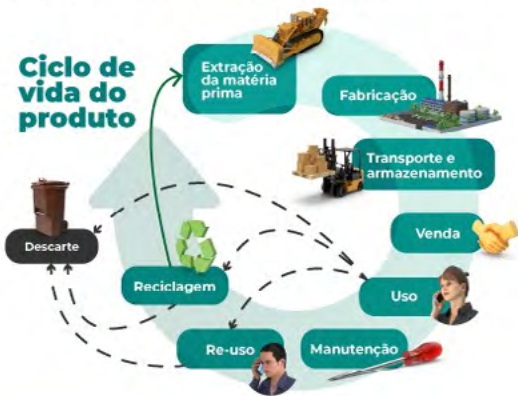 Ciclo de
vida do
produto
Extração
da matéria
prima
Fabricação
Transporte e
armazenamento
Venda
Uso
Manutenção
Re-uso
Reciclagem
Descarte